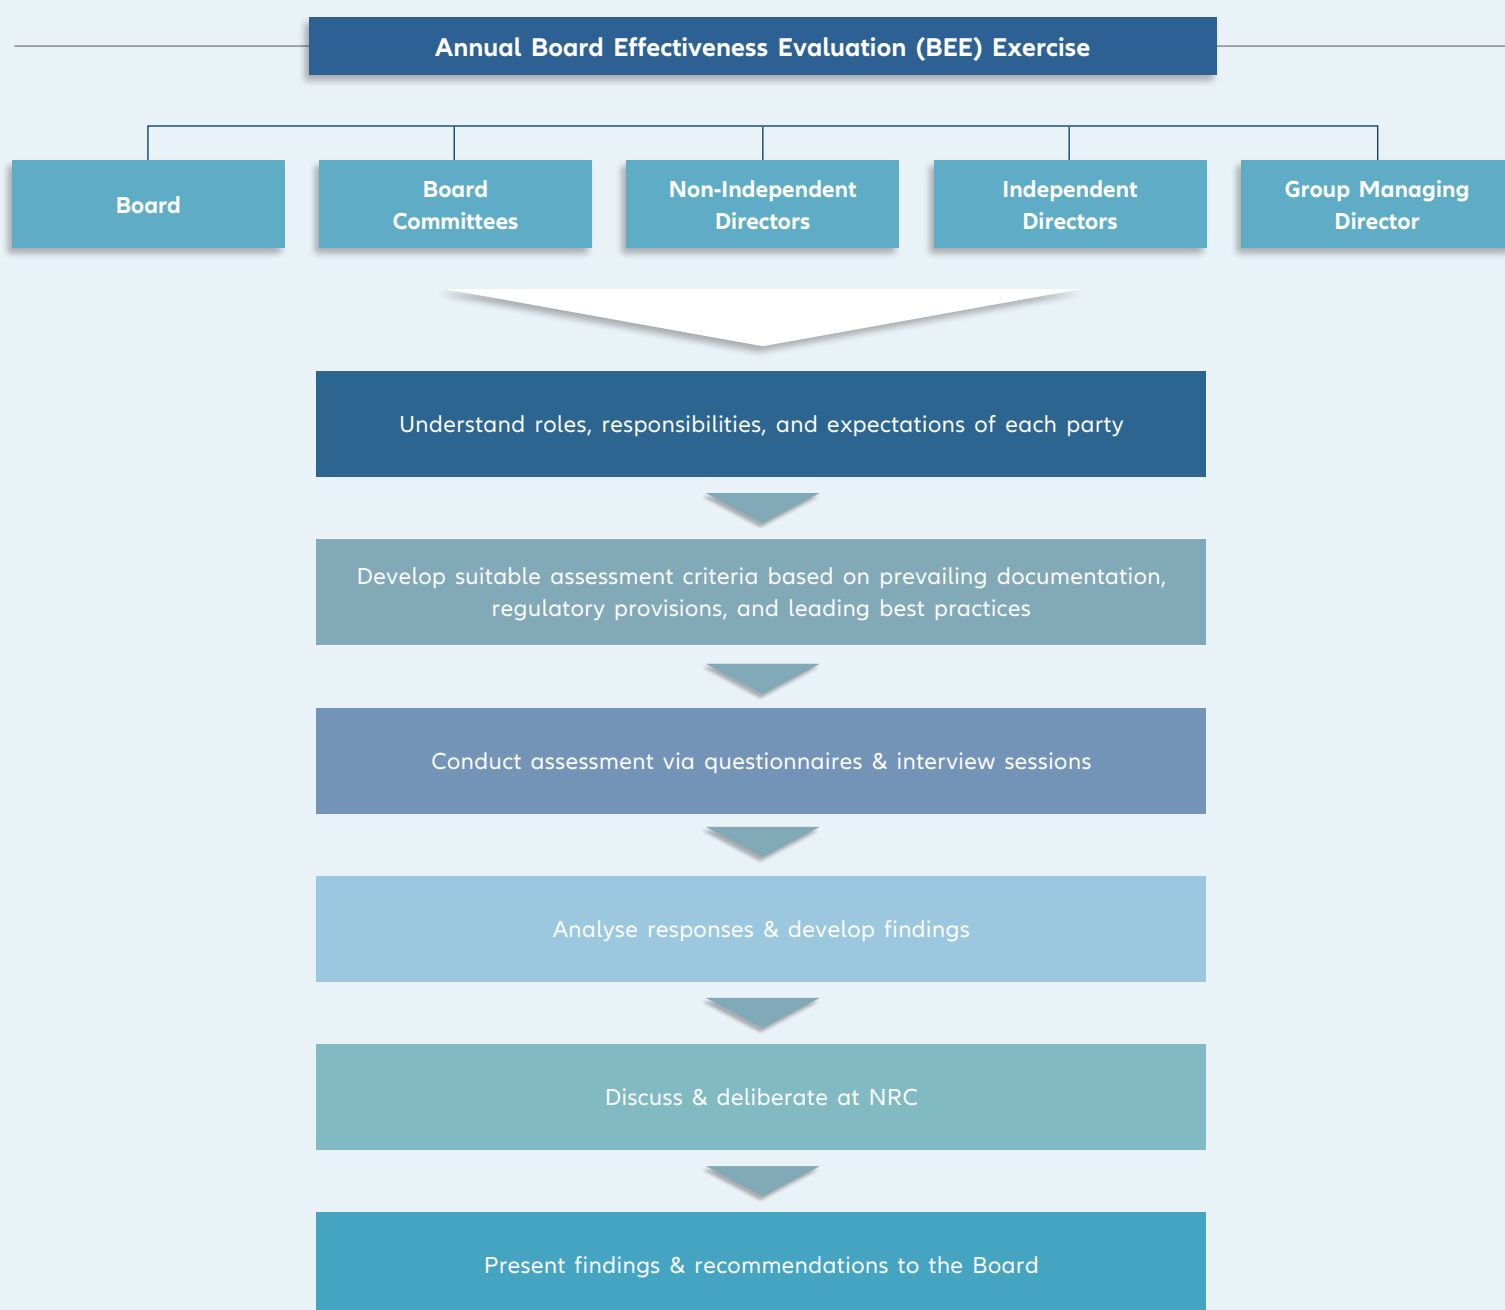 Annual Board Effectiveness Evaluation (BEE) Exercise
Board
Board
Committees
Non-Independent
Directors
Independent
Directors
Group Managing
Director
Understand roles, responsibilities, and expectations of each party
Develop suitable assessment criteria based on prevailing documentation,
regulatory provisions, and leading best practices
Conduct assessment via questionnaires & interview sessions
Analyse responses & develop findings
Discuss & deliberate at NRC
Present findings & recommendations to the Board